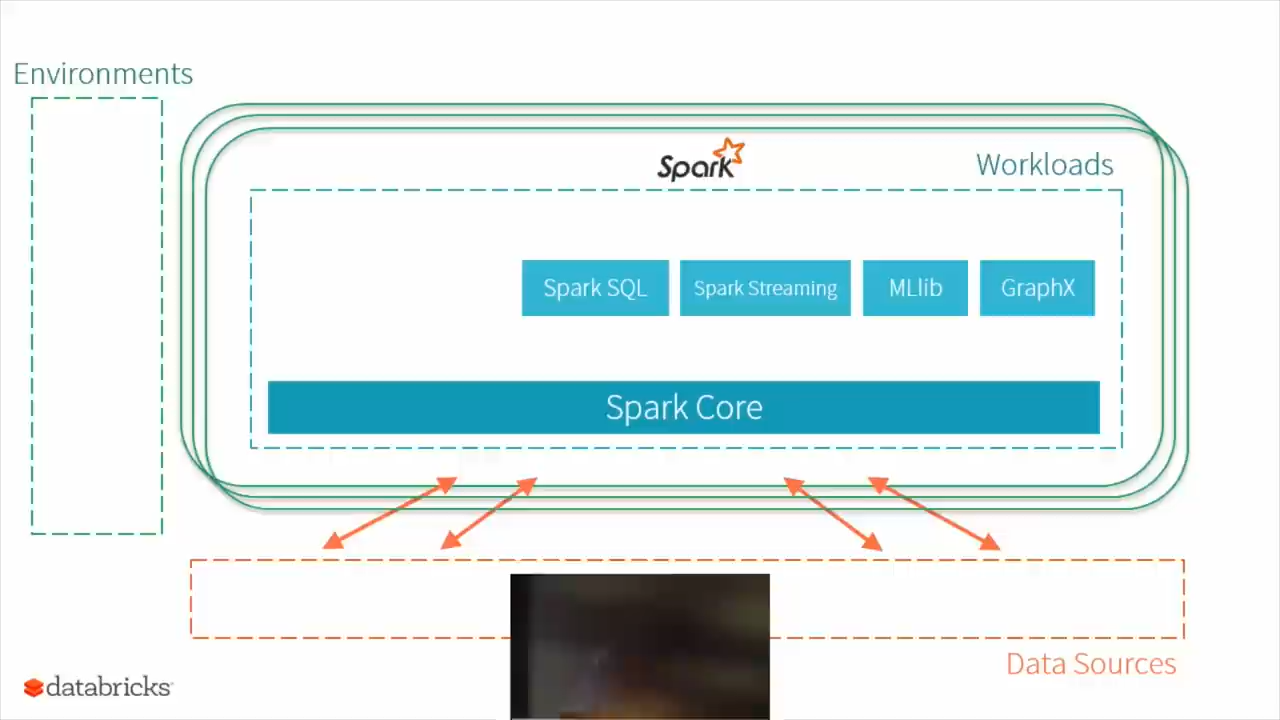 Environments
Spark
Workloads
Spark SQL
Spark Streaming
MLlib
GraphX
Spark Core
Data Sources
databricks